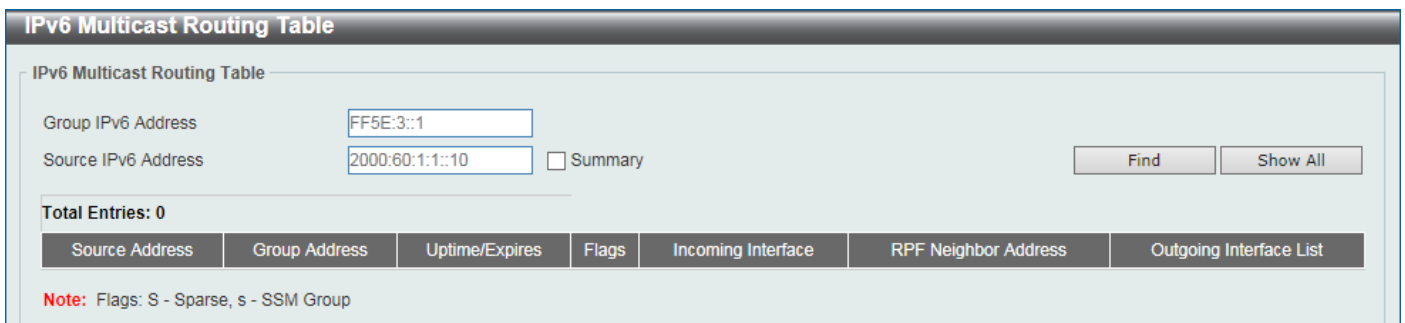 IPv6 Multicast Routing Table
IPv6 Multicast Routing Table
Group IPv6 Address FF5E:3::1
Source IPv6 Address 2000:60:1:1::10 Summary Find Show All
Total Entries: 0
Source Address Group Address Uptime/Expires Flags Incoming Interface RPF Neighbor Address Outgoing Interface List
Note: Flags: S - Sparse, s - SSM Group